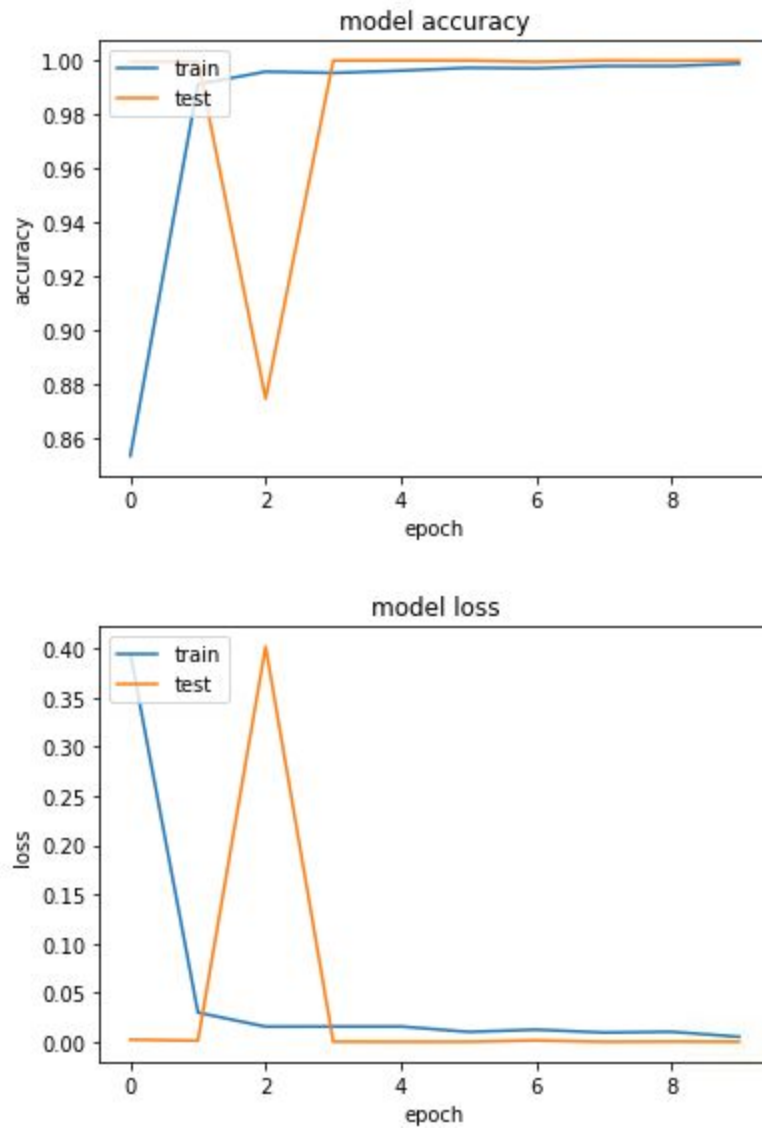 model accuracy
1.00
0.98
0.96
0.94
0.92
0.90
0.88
0.86
accuracy
train
test
0 2 4 6 8
epoch
model loss
0.40
0.35
0.30
0.25
0.20
0.15
0.10
0.05
0.00
loss
train
test
0 2 4 6 8
epoch